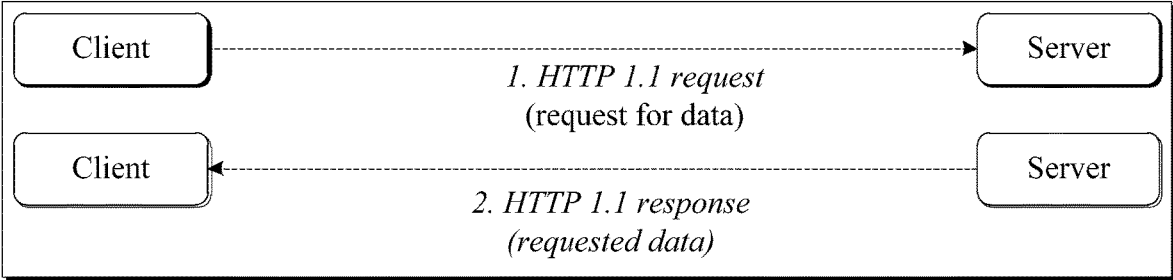 Client
Server
1. HTTP 1.1 request
(request for data)
Client
Server
2. HTTP 1.1 response
(requested data)